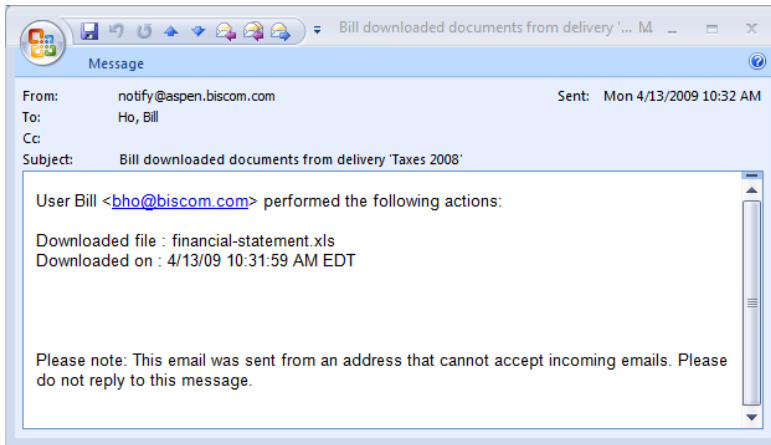 Bill downloaded documents from delivery '... M
Message
From: notify@aspen.biscom.com Sent: Mon 4/13/2009 10:32 AM
To: Ho, Bill
Cc:
Subject: Bill downloaded documents from delivery 'Taxes 2008'
User Bill <bho@biscom.com> performed the following actions:
Downloaded file : financial-statement.xls
Downloaded on : 4/13/09 10:31:59 AM EDT
Please note: This email was sent from an address that cannot accept incoming emails. Please
do not reply to this message.